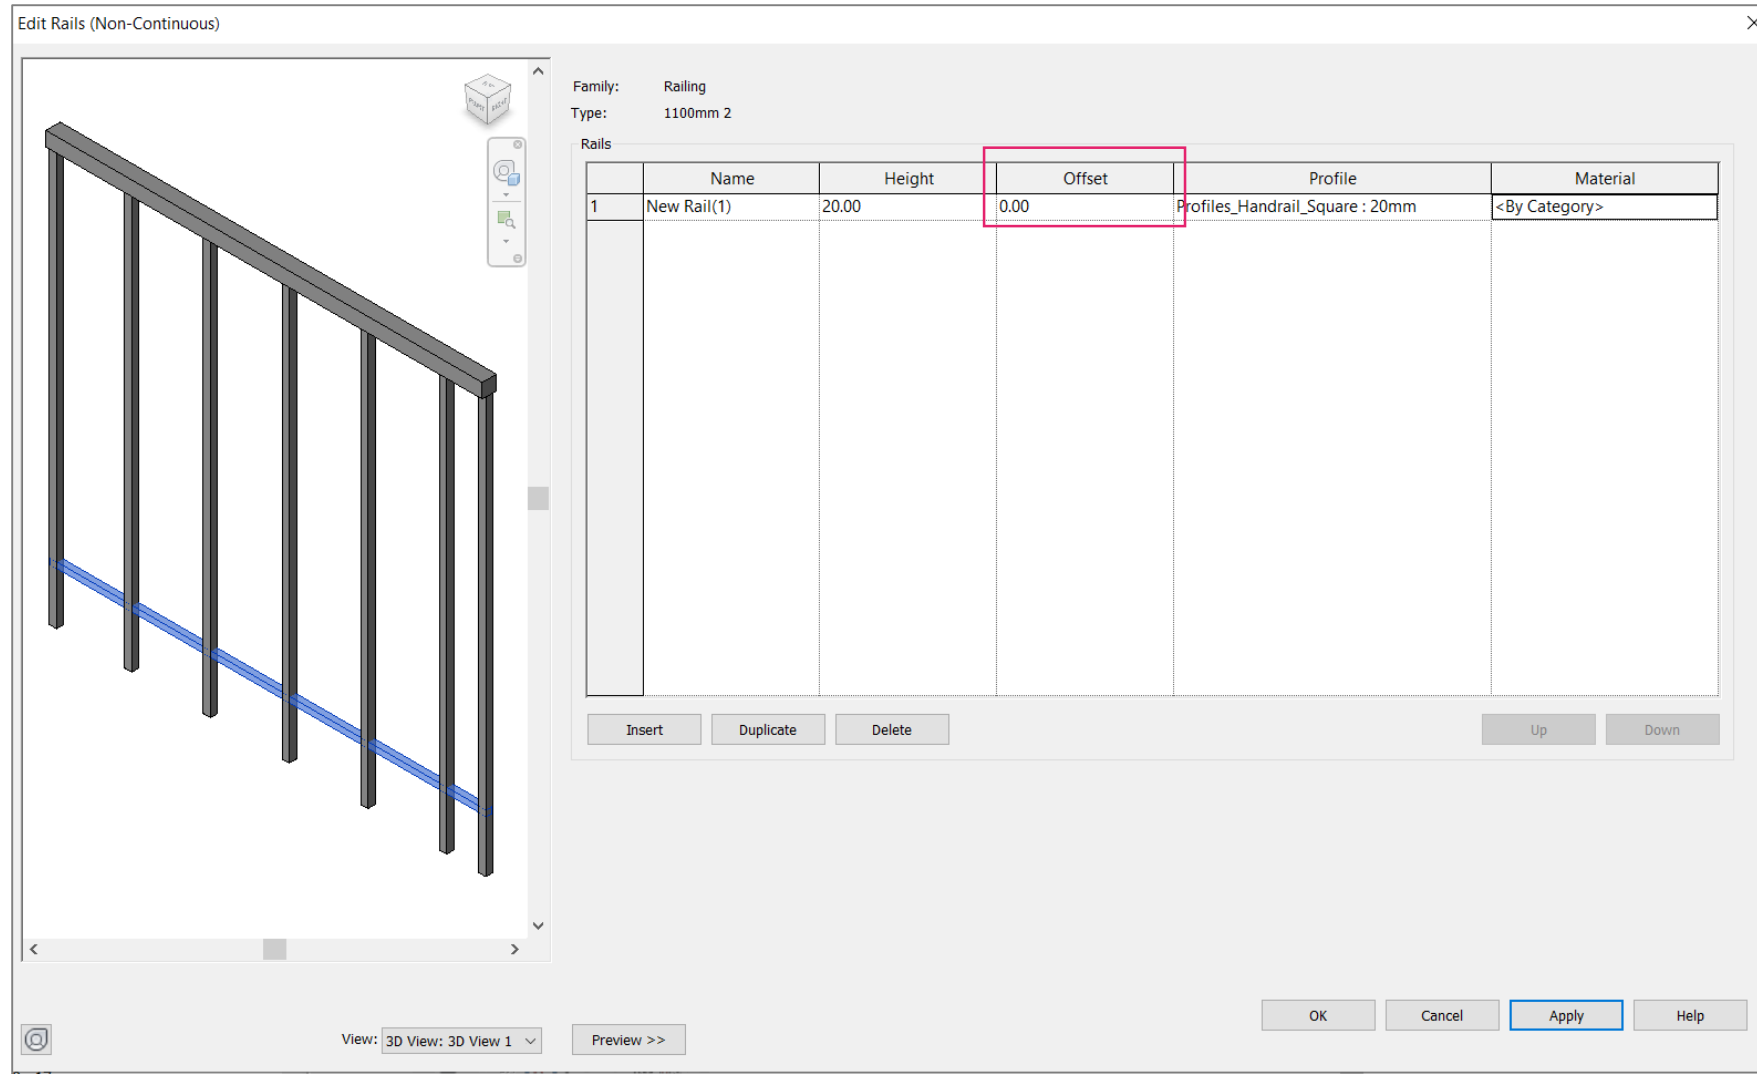 Edit Rails (Non-Continuous)
Family: Railing
Type: 1100mm 2
Rails
Name Height Offset Profile Material
1 New Rail(1) 20.00 0.00 Profiles_Handrail_Square : 20mm <By Category>
Insert Duplicate Delete Up Down
OK Cancel Apply Help
View: 3D View: 3D View 1 Preview >>